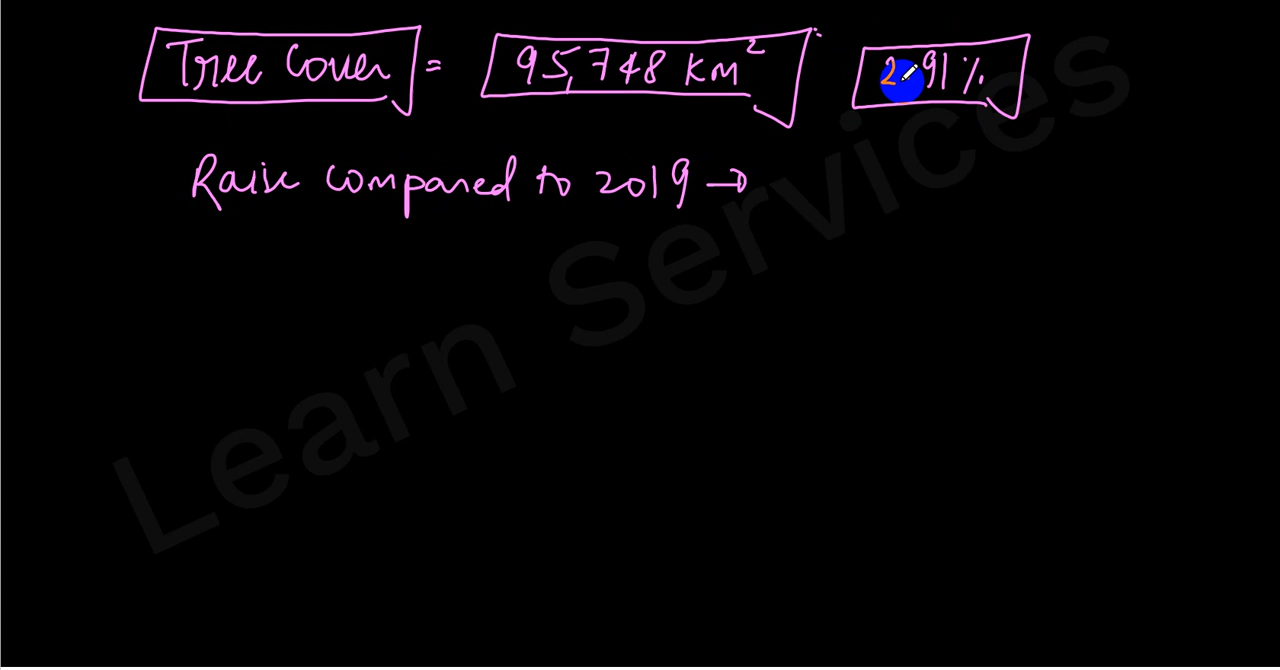 Tree Cover = 95,748 KM² 2.91%
Raise compared to 2019 →
Learn Services